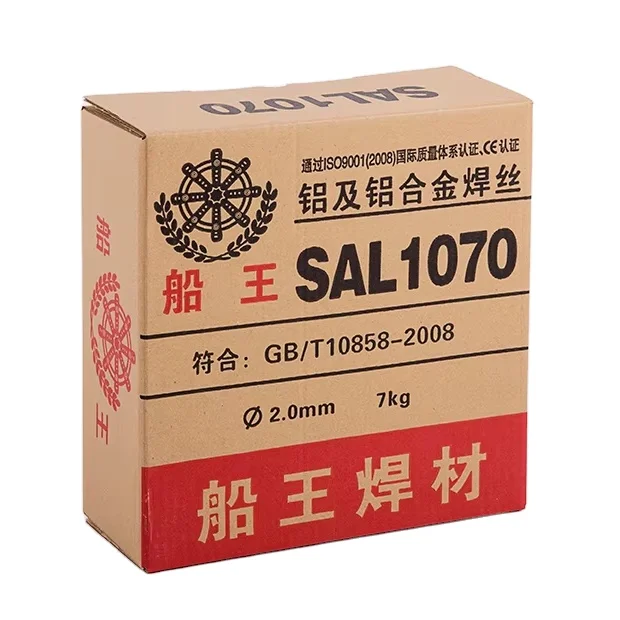 SAL1070
通过ISO9001(2008)国际质量体系认证、CE认证
铝及铝合金焊丝
船王
SAL1070
符合：GB/T10858-2008
Ø 2.0mm 7kg
船王焊材
船
王